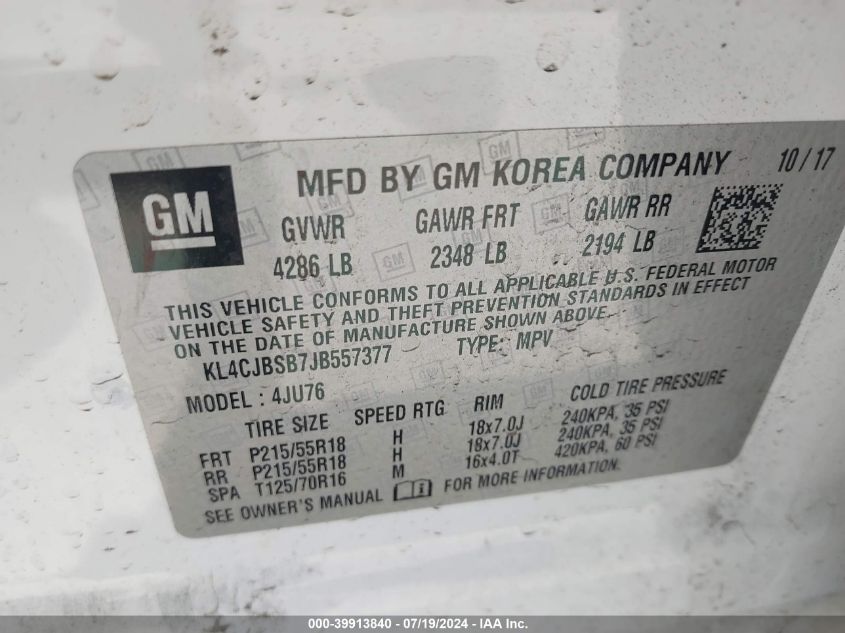 GM
MFD BY GM KOREA COMPANY 10/17
GVWR GAWR FRT GAWR RR
4286 LB 2348 LB 2194 LB
THIS VEHICLE CONFORMS TO ALL APPLICABLE U.S. FEDERAL MOTOR
VEHICLE SAFETY AND THEFT PREVENTION STANDARDS IN EFFECT
ON THE DATE OF MANUFACTURE SHOWN ABOVE.
KL4CJBSB7JB557377 TYPE: MPV
MODEL : 4JU76
TIRE SIZE SPEED RTG RIM COLD TIRE PRESSURE
FRT P215/55R18 H 18x7.0J 240KPA, 35 PSI
RR P215/55R18 H 18x7.0J 240KPA, 35 PSI
SPA T125/70R16 M 16x4.0T 420KPA, 60 PSI
SEE OWNER'S MANUAL FOR MORE INFORMATION.
000-39913840 - 07/19/2024 - IAA Inc.